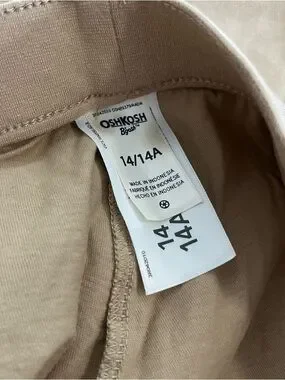 OSHKOSH
B'gosh
14/14A
MADE IN INDONESIA
FABRIQUÉ EN INDONÉSIE
HECHO EN INDONESIA
14
14A